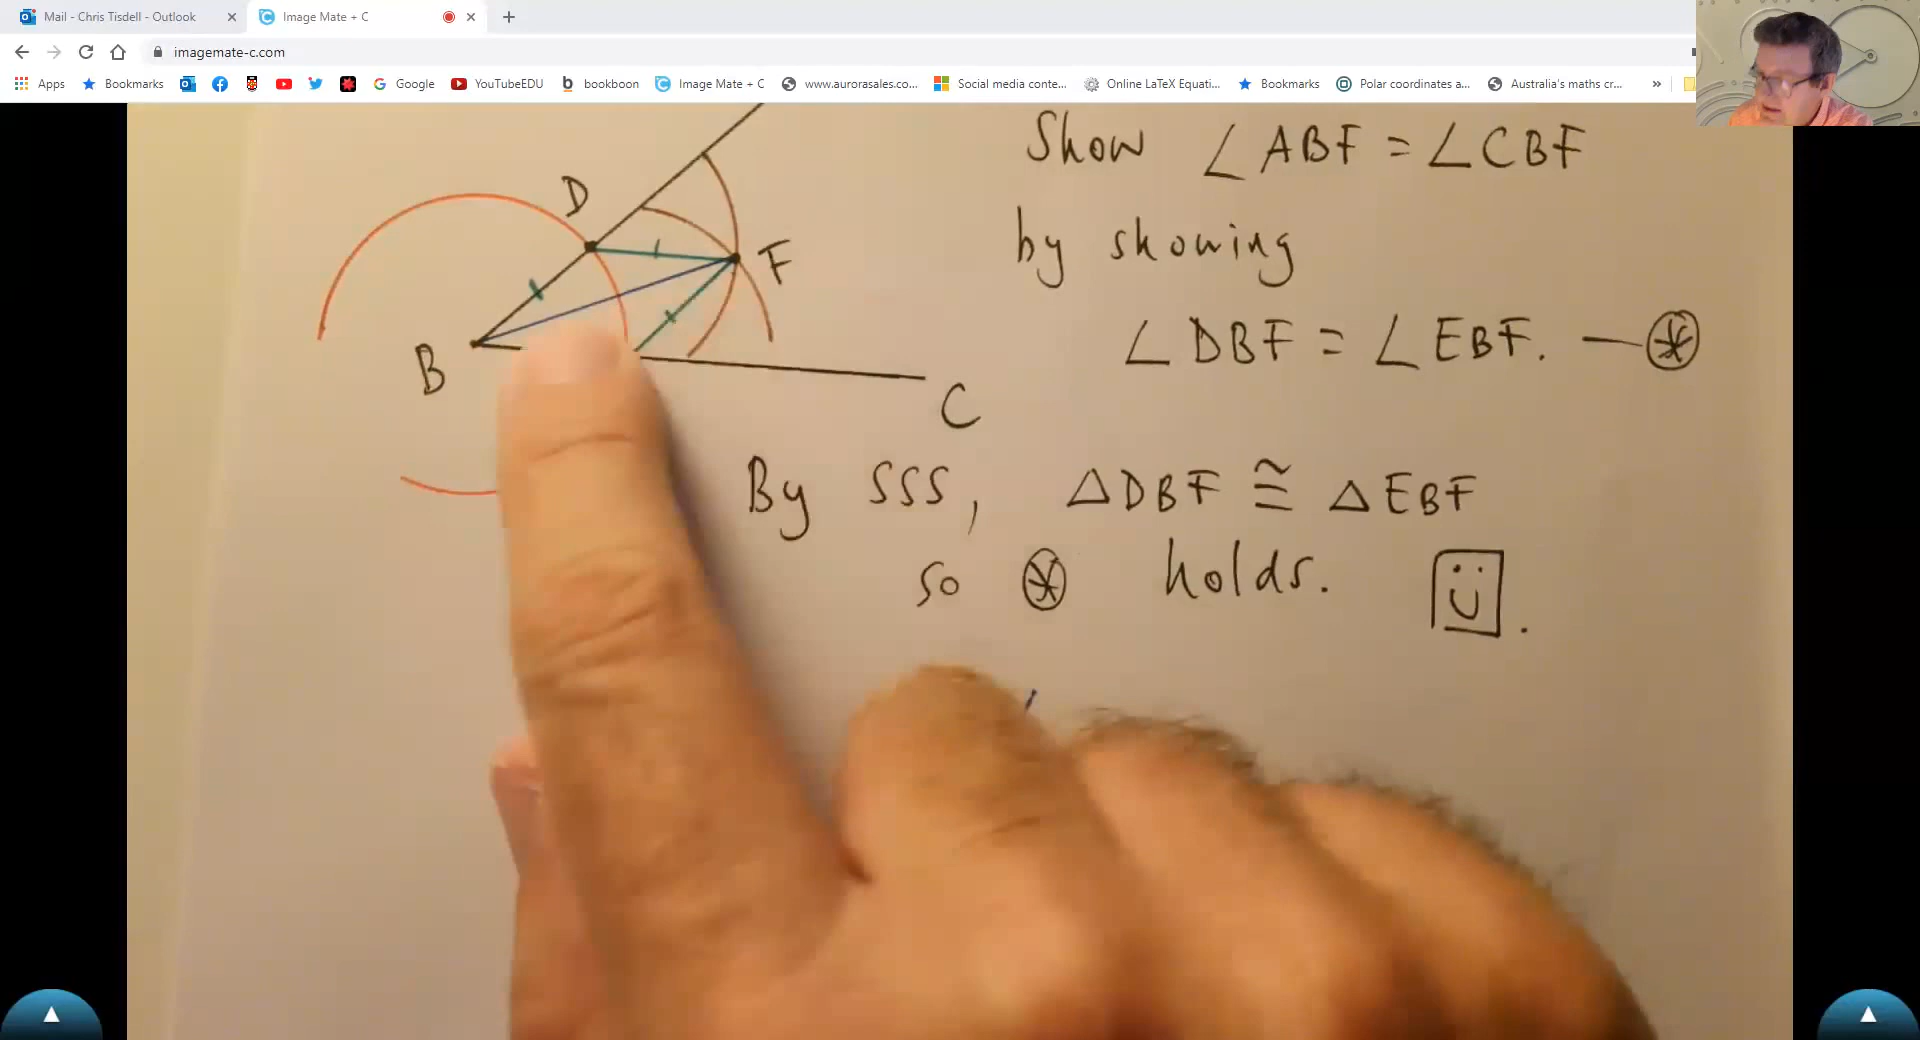 Mail - Chris Tisdell - Outlook
Image Mate + C
imagemate-c.com
Apps
Bookmarks
Google
YouTubeEDU
bookboon
Image Mate + C
www.aurorasales.co...
Social media conte...
Online LaTeX Equati...
Bookmarks
Polar coordinates a...
Australia's maths cr...
»
Show ∠ABF = ∠CBF
by showing
∠DBF = ∠EBF. —⊛
D
F
B
C
By SSS, △DBF ≅ △EBF
so ⊛ holds.